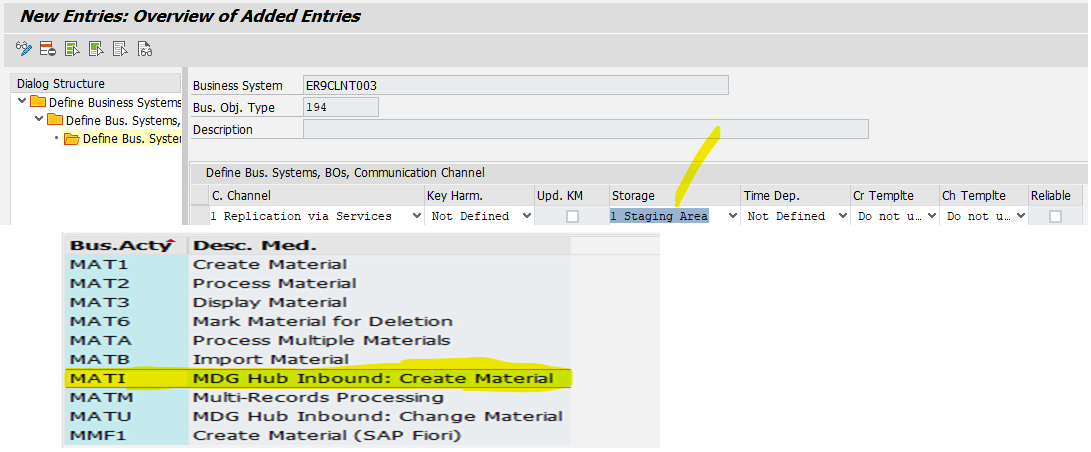 New Entries: Overview of Added Entries
Dialog Structure
Define Business Systems
Define Bus. Systems,
Define Bus. Syster
Business System ER9CLNT003
Bus. Obj. Type 194
Description
Define Bus. Systems, BOs, Communication Channel
C. Channel Key Harm. Upd. KM Storage Time Dep. Cr Templte Ch Templte Reliable
1 Replication via Services Not Defined 1 Staging Area Not Defined Do not u… Do not u…
Bus.Acty Desc. Med.
MAT1 Create Material
MAT2 Process Material
MAT3 Display Material
MAT6 Mark Material for Deletion
MATA Process Multiple Materials
MATB Import Material
MATI MDG Hub Inbound: Create Material
MATM Multi-Records Processing
MATU MDG Hub Inbound: Change Material
MMF1 Create Material (SAP Fiori)